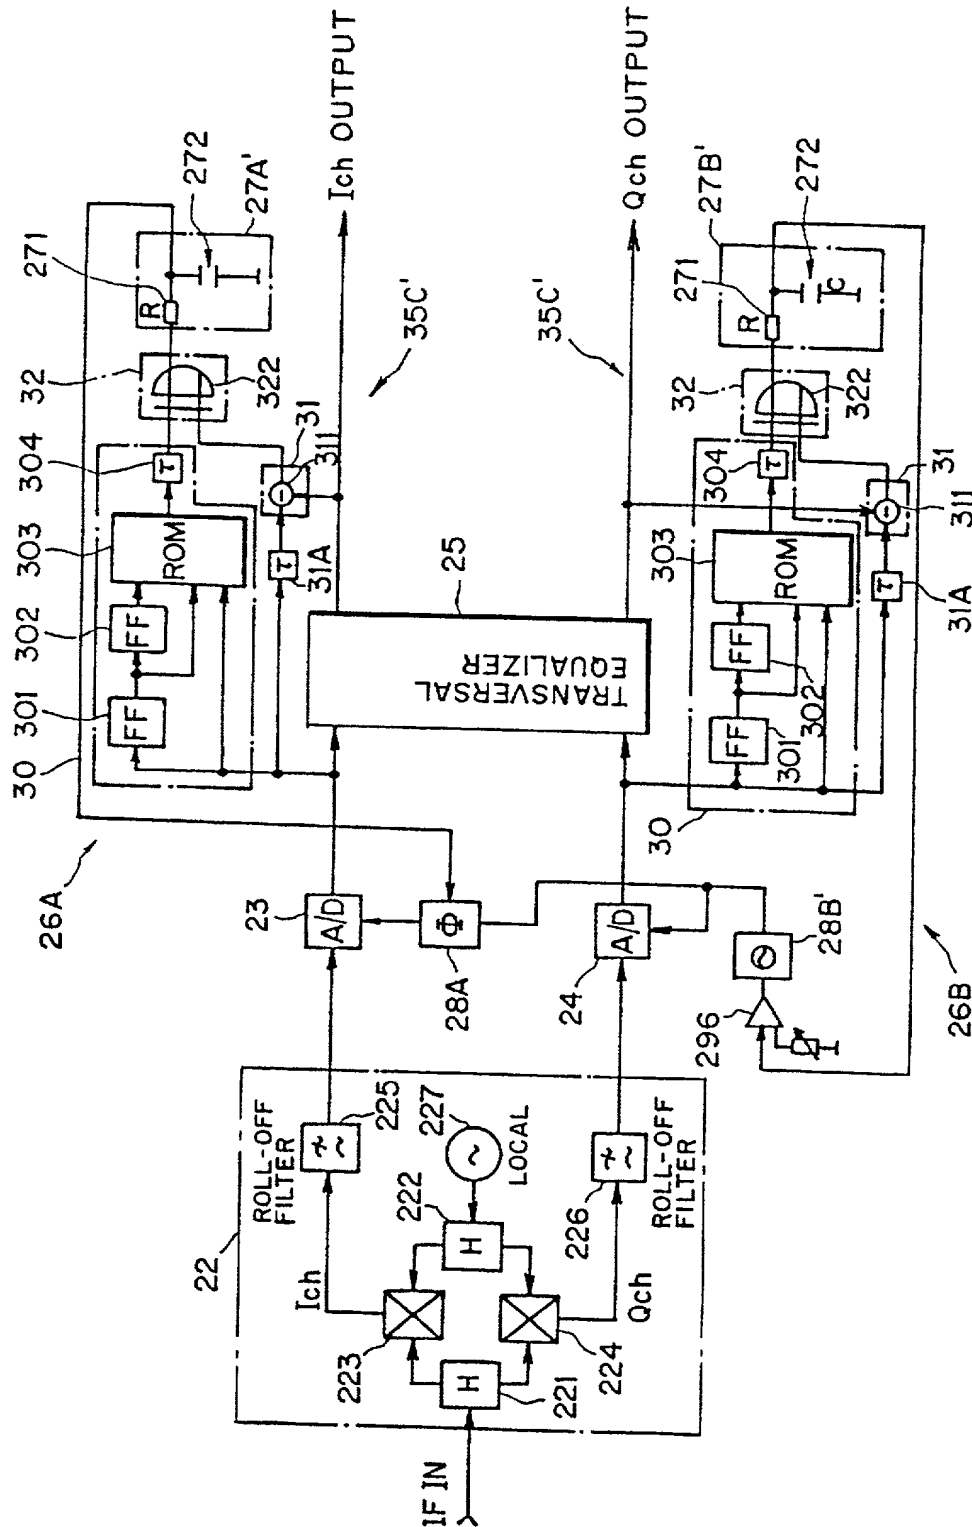 26A
30
301
302
303
304
32
271
272
27A'
FF
FF
ROM
τ
R
322
31
311
τ
31A
Ich OUTPUT
35C'
22
ROLL-OFF
FILTER
225
Ich
223
222
227
~
LOCAL
H
H
221
224
Qch
226
ROLL-OFF
FILTER
IF IN
23
A/D
Φ
28A
24
A/D
25
TRANSVERSAL
EQUALIZER
296
28B'
26B
Qch OUTPUT
35C'
30
FF
301
FF
302
303
ROM
304
τ
32
322
271
R
272
C
27B'
31
311
τ
31A